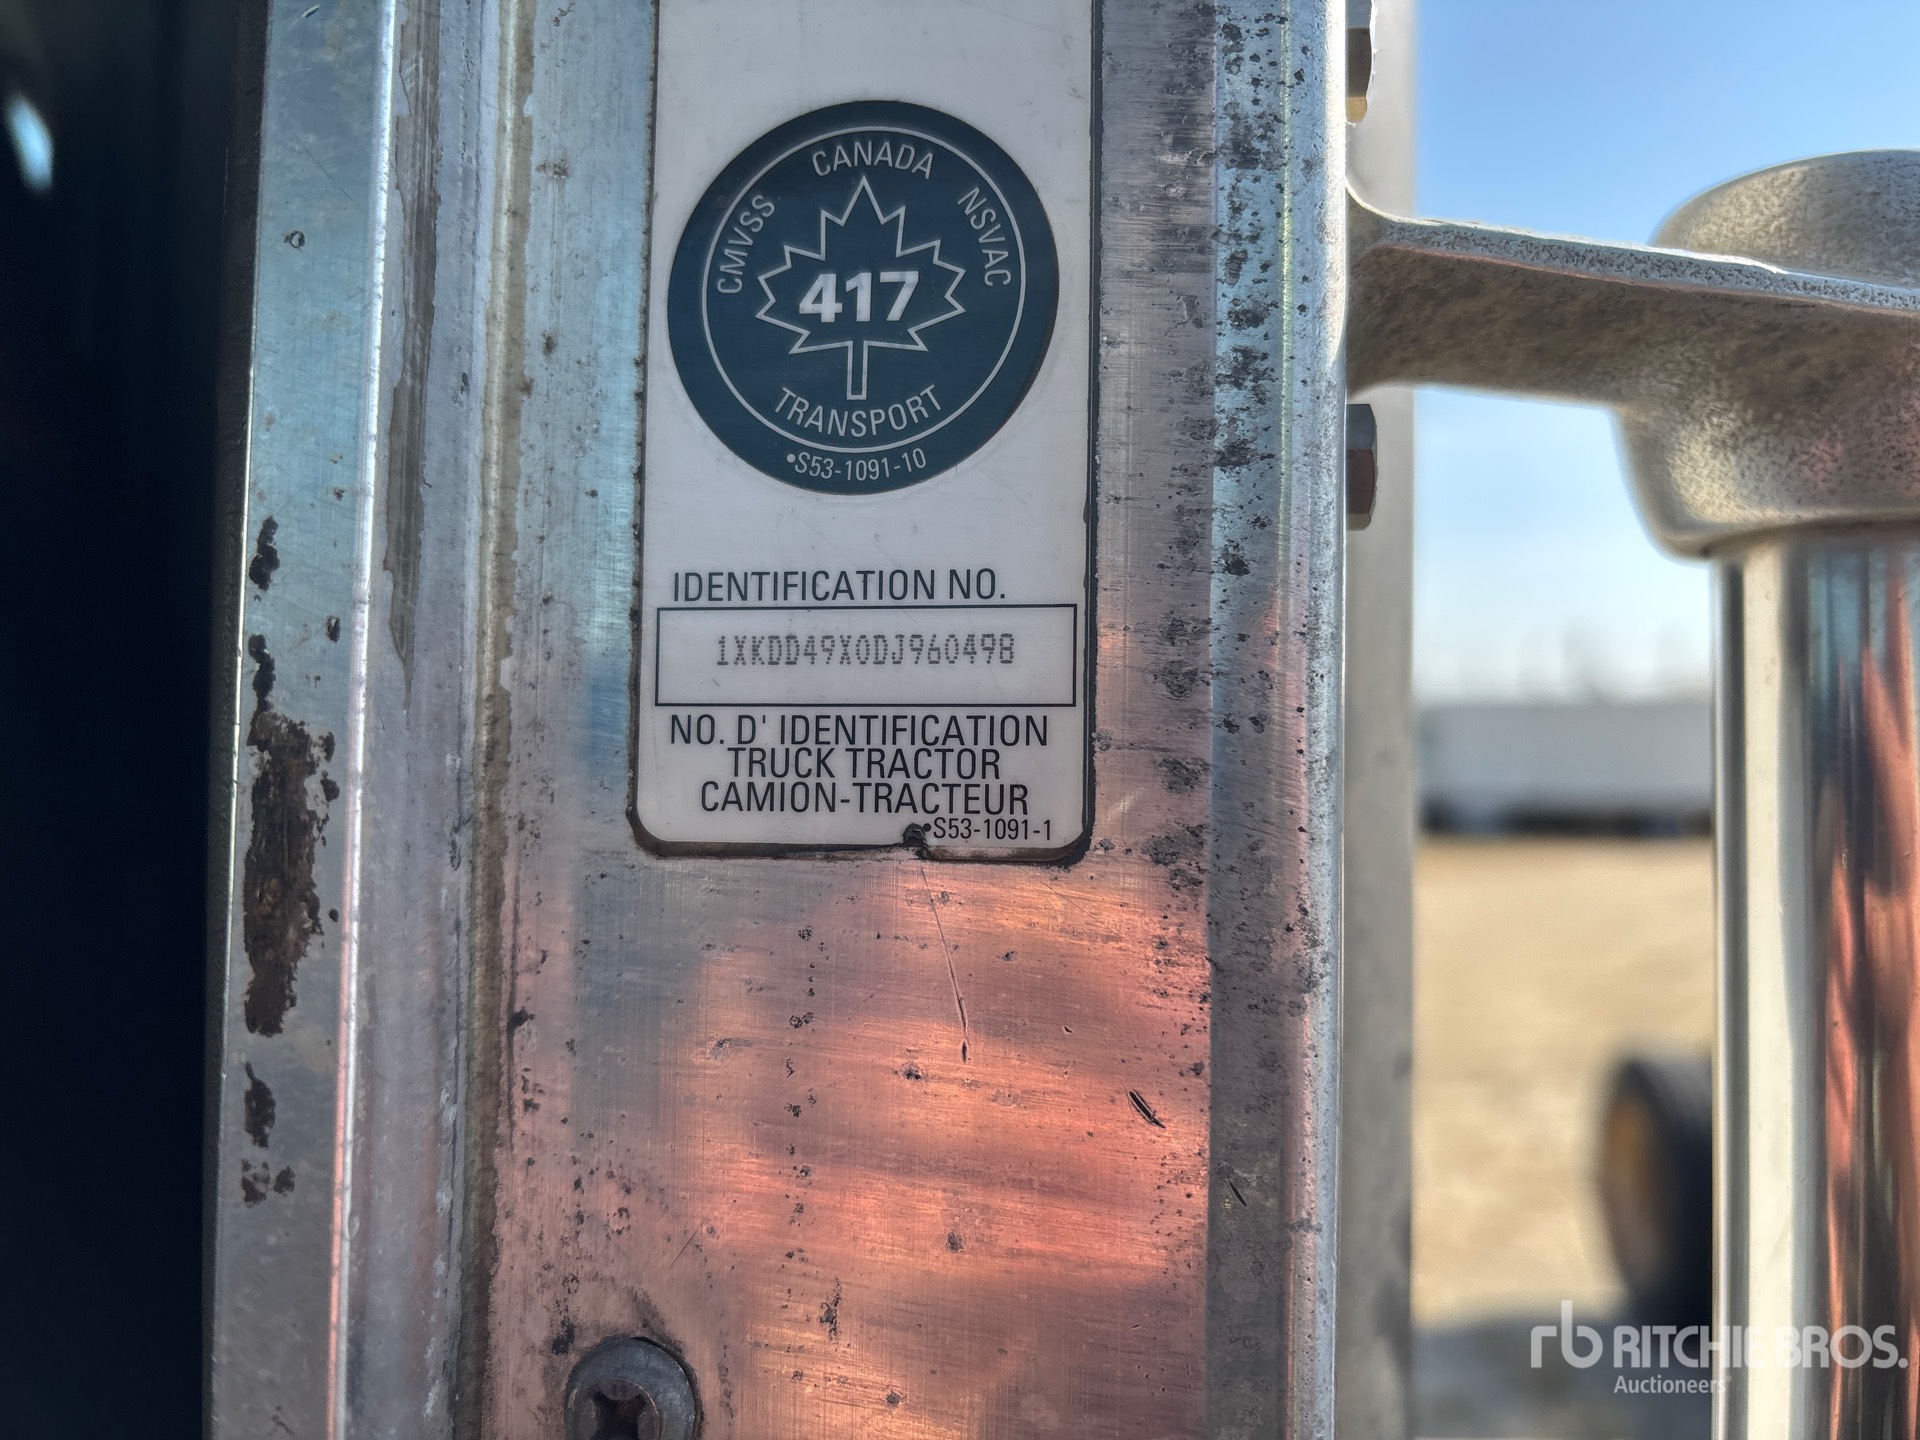 CANADA
CMVSS
NSVAC
417
TRANSPORT
•S53-1091-10
IDENTIFICATION NO.
1XKDD49X0DJ960498
NO. D' IDENTIFICATION
TRUCK TRACTOR
CAMION-TRACTEUR
•S53-1091-1
rb RITCHIE BROS.
Auctioneers